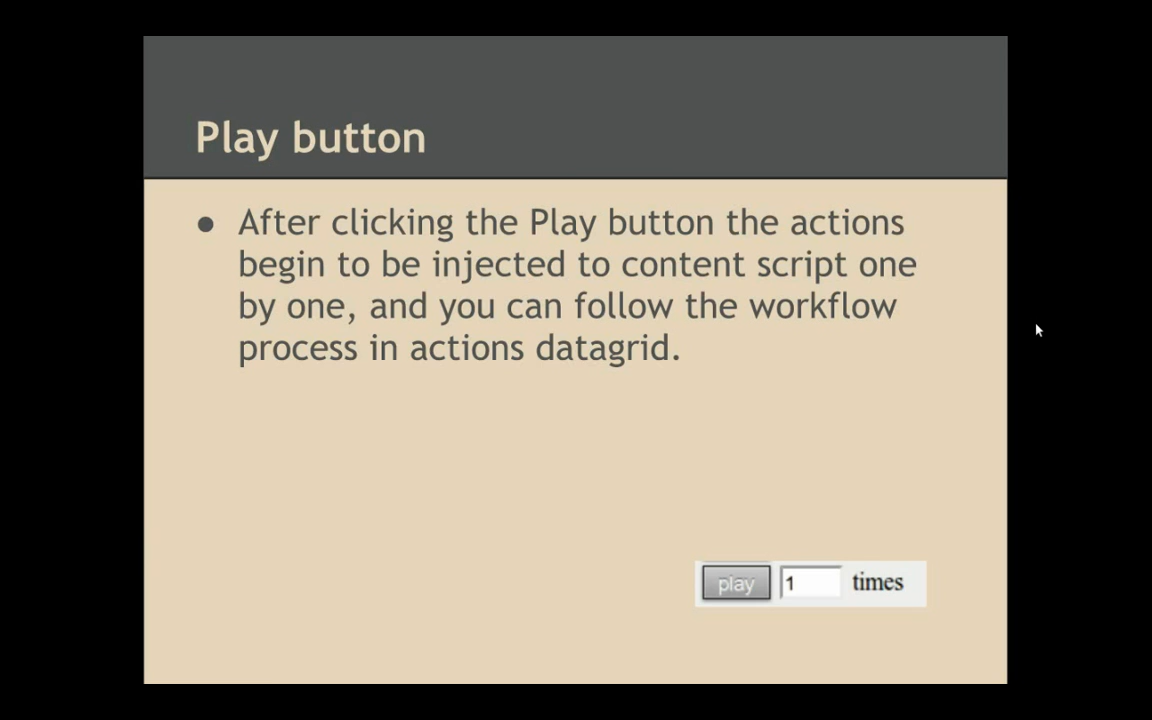 Play button
● After clicking the Play button the actions
begin to be injected to content script one
by one, and you can follow the workflow
process in actions datagrid.
play 1 times